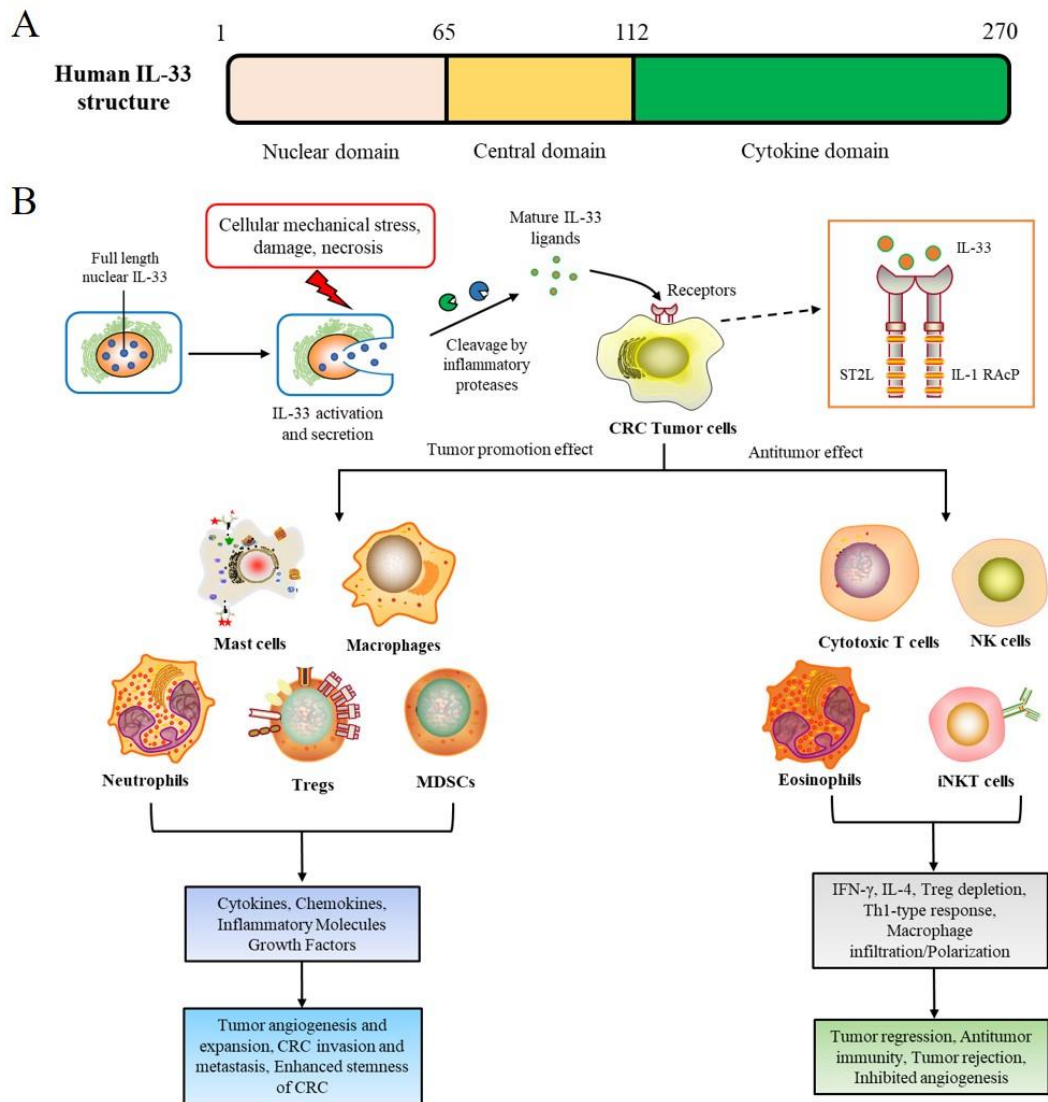 A
1 65 112 270
Human IL-33
structure
Nuclear domain Central domain Cytokine domain
B
Full length
nuclear IL-33
Cellular mechanical stress,
damage, necrosis
IL-33 activation
and secretion
Cleavage by
inflammatory
proteases
Mature IL-33
ligands
Receptors
CRC Tumor cells
IL-33
ST2L
IL-1 RAcP
Tumor promotion effect
Antitumor effect
Mast cells
Macrophages
Neutrophils
Tregs
MDSCs
Cytotoxic T cells
NK cells
Eosinophils
iNKT cells
Cytokines, Chemokines,
Inflammatory Molecules
Growth Factors
Tumor angiogenesis and
expansion, CRC invasion and
metastasis, Enhanced stemness
of CRC
IFN-γ, IL-4, Treg depletion,
Th1-type response,
Macrophage
infiltration/Polarization
Tumor regression, Antitumor
immunity, Tumor rejection,
Inhibited angiogenesis